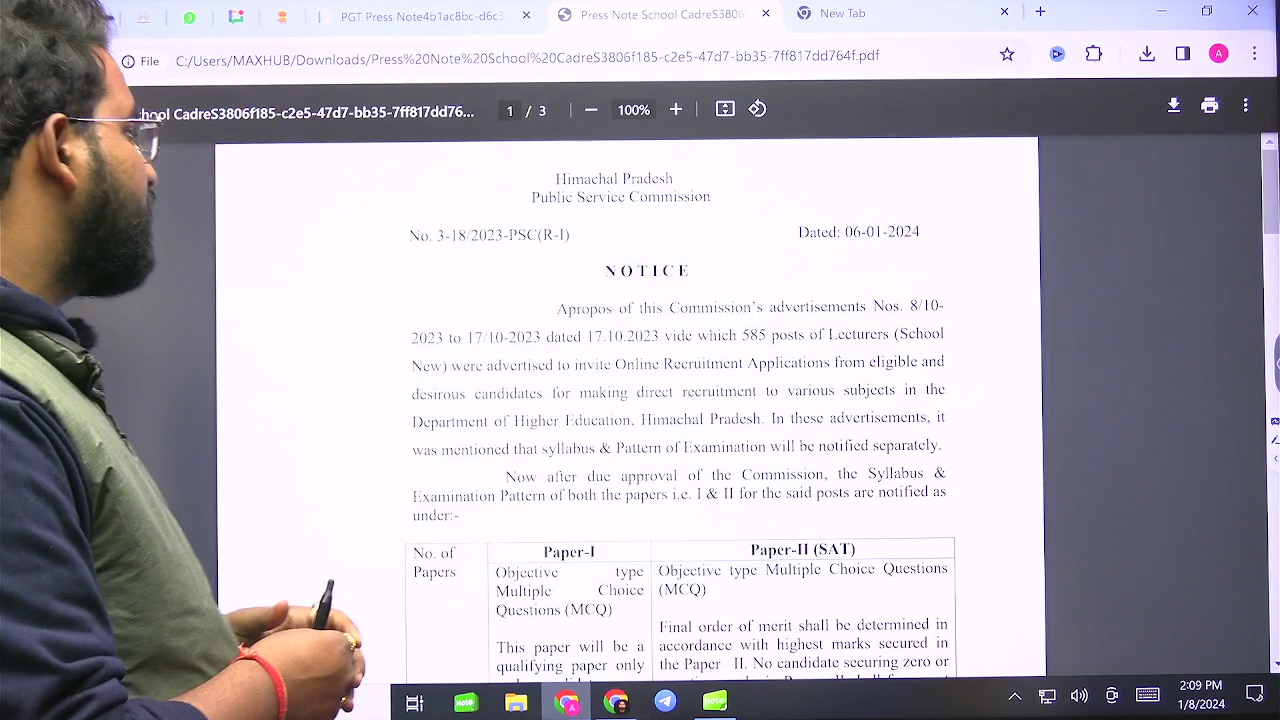 PGT Press Note4b1ac8bc-d6c3
Press Note School CadreS3806f
New Tab
File C:/Users/MAXHUB/Downloads/Press%20Note%20School%20CadreS3806f185-c2e5-47d7-bb35-7ff817dd764f.pdf
A
hool CadreS3806f185-c2e5-47d7-bb35-7ff817dd76...
1 / 3
100%
Himachal Pradesh
Public Service Commission
No. 3-18/2023-PSC(R-I)
Dated: 06-01-2024
NOTICE
Apropos of this Commission's advertisements Nos. 8/10-
2023 to 17/10-2023 dated 17.10.2023 vide which 585 posts of Lecturers (School
New) were advertised to invite Online Recruitment Applications from eligible and
desirous candidates for making direct recruitment to various subjects in the
Department of Higher Education, Himachal Pradesh. In these advertisements, it
was mentioned that syllabus & Pattern of Examination will be notified separately.
Now after due approval of the Commission, the Syllabus &
Examination Pattern of both the papers i.e. I & II for the said posts are notified as
under:-
No. of
Papers
Paper-I
Objective type
Multiple Choice
Questions (MCQ)
This paper will be a
qualifying paper only
Paper-II (SAT)
Objective type Multiple Choice Questions
(MCQ)
Final order of merit shall be determined in
accordance with highest marks secured in
the Paper –II. No candidate securing zero or
Note
A
Note
2:09 PM
1/8/2024